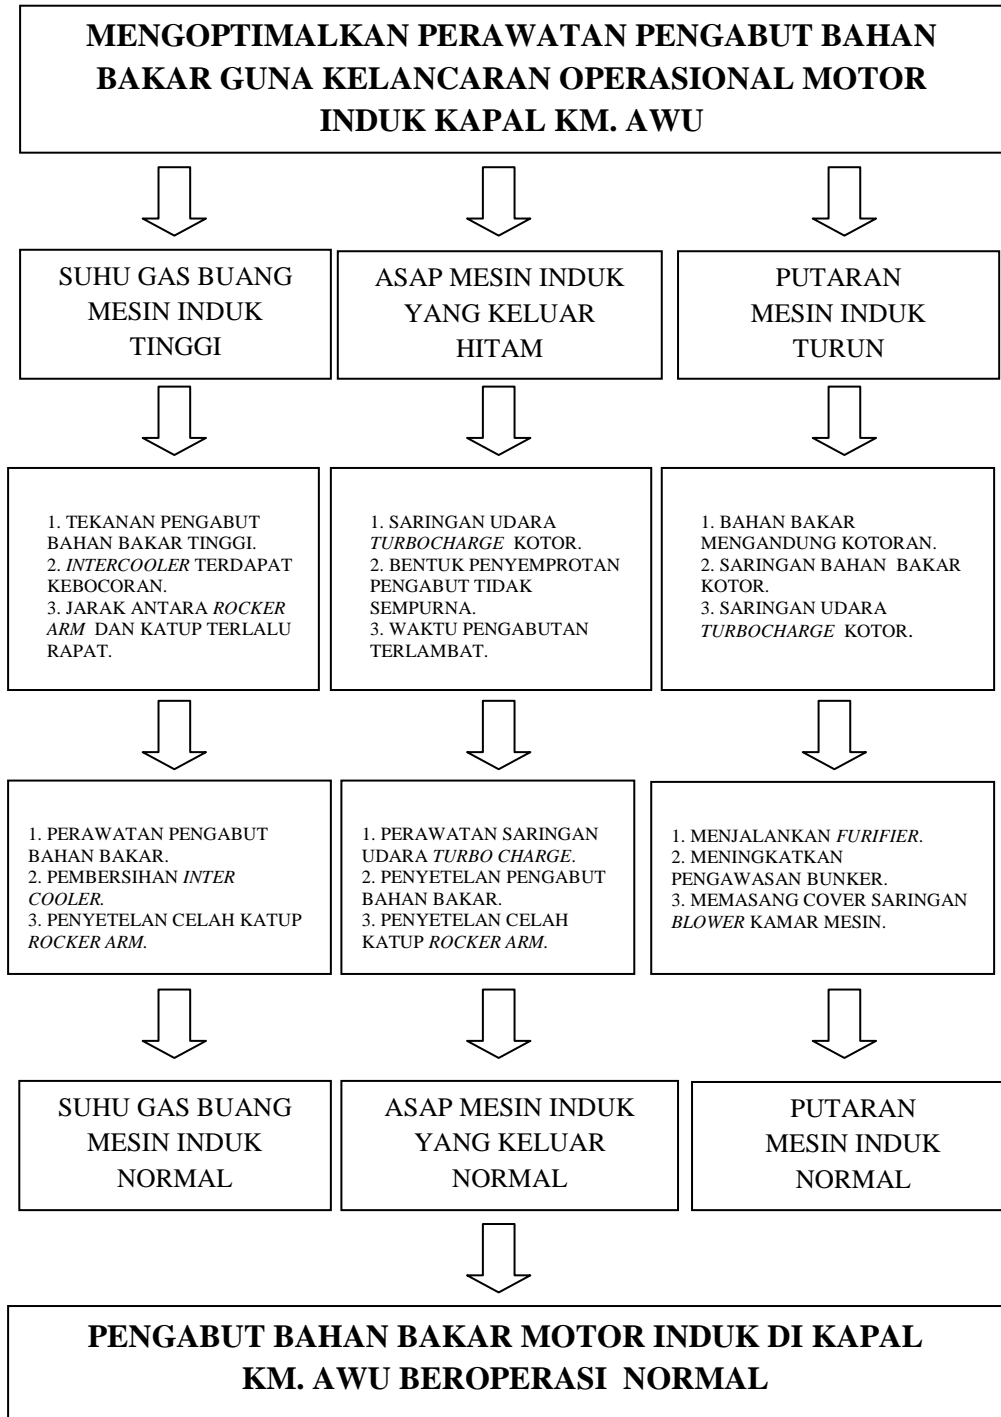 MENGOPTIMALKAN PERAWATAN PENGABUT BAHAN
BAKAR GUNA KELANCARAN OPERASIONAL MOTOR
INDUK KAPAL KM. AWU
SUHU GAS BUANG
MESIN INDUK
TINGGI
ASAP MESIN INDUK
YANG KELUAR
HITAM
PUTARAN
MESIN INDUK
TURUN
1. TEKANAN PENGABUT
BAHAN BAKAR TINGGI.
2. INTERCOOLER TERDAPAT
KEBOCORAN.
3. JARAK ANTARA ROCKER
ARM DAN KATUP TERLALU
RAPAT.
1. SARINGAN UDARA
TURBOCHARGE KOTOR.
2. BENTUK PENYEMPROTAN
PENGABUT TIDAK
SEMPURNA.
3. WAKTU PENGABUTAN
TERLAMBAT.
1. BAHAN BAKAR
MENGANDUNG KOTORAN.
2. SARINGAN BAHAN BAKAR
KOTOR.
3. SARINGAN UDARA
TURBOCHARGE KOTOR.
1. PERAWATAN PENGABUT
BAHAN BAKAR.
2. PEMBERSIHAN INTER
COOLER.
3. PENYETELAN CELAH KATUP
ROCKER ARM.
1. PERAWATAN SARINGAN
UDARA TURBO CHARGE.
2. PENYETELAN PENGABUT
BAHAN BAKAR.
3. PENYETELAN CELAH
KATUP ROCKER ARM.
1. MENJALANKAN FURIFIER.
2. MENINGKATKAN
PENGAWASAN BUNKER.
3. MEMASANG COVER SARINGAN
BLOWER KAMAR MESIN.
SUHU GAS BUANG
MESIN INDUK
NORMAL
ASAP MESIN INDUK
YANG KELUAR
NORMAL
PUTARAN
MESIN INDUK
NORMAL
PENGABUT BAHAN BAKAR MOTOR INDUK DI KAPAL
KM. AWU BEROPERASI NORMAL